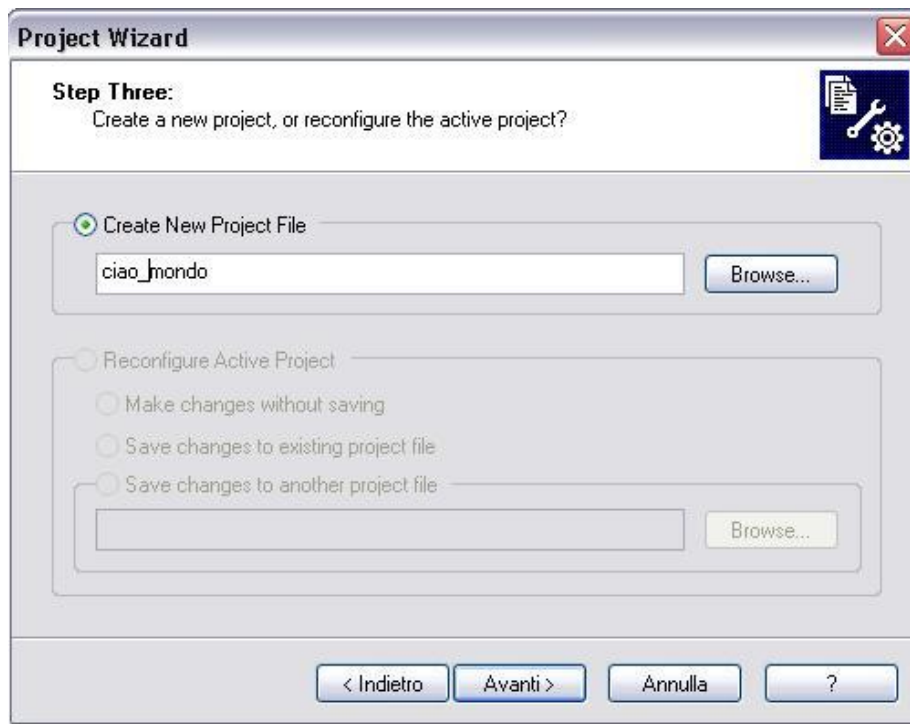 Project Wizard
Step Three:
Create a new project, or reconfigure the active project?
Create New Project File
ciao_mondo
Browse...
Reconfigure Active Project
Make changes without saving
Save changes to existing project file
Save changes to another project file
Browse...
< Indietro
Avanti >
Annulla
?